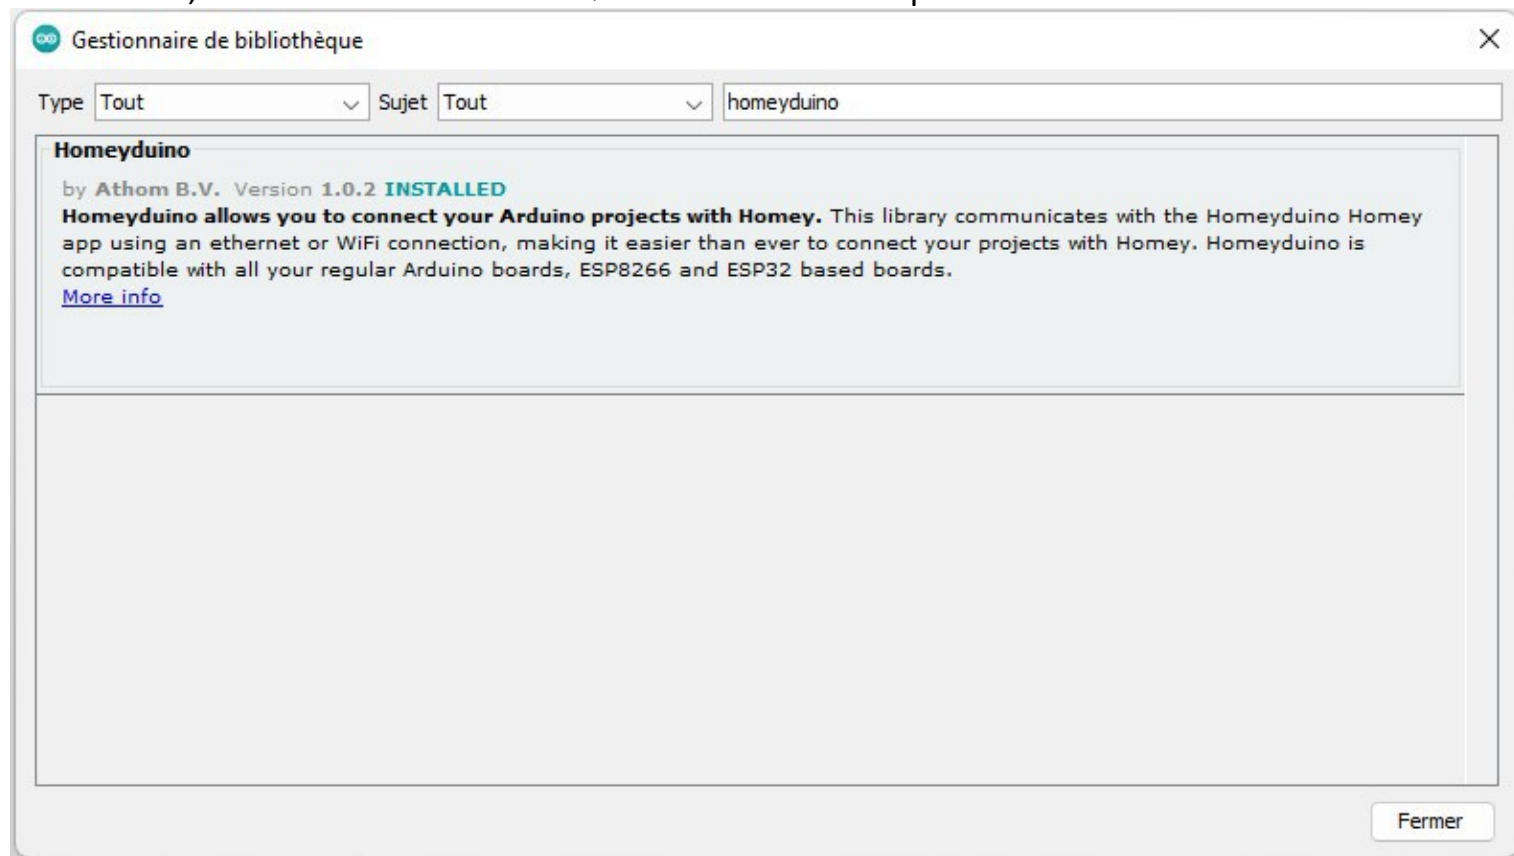 Gestionnaire de bibliothèque
Type Tout Sujet Tout homeyduino
Homeyduino
by Athom B.V. Version 1.0.2 INSTALLED
Homeyduino allows you to connect your Arduino projects with Homey. This library communicates with the Homeyduino Homey
app using an ethernet or WiFi connection, making it easier than ever to connect your projects with Homey. Homeyduino is
compatible with all your regular Arduino boards, ESP8266 and ESP32 based boards.
More info
Fermer